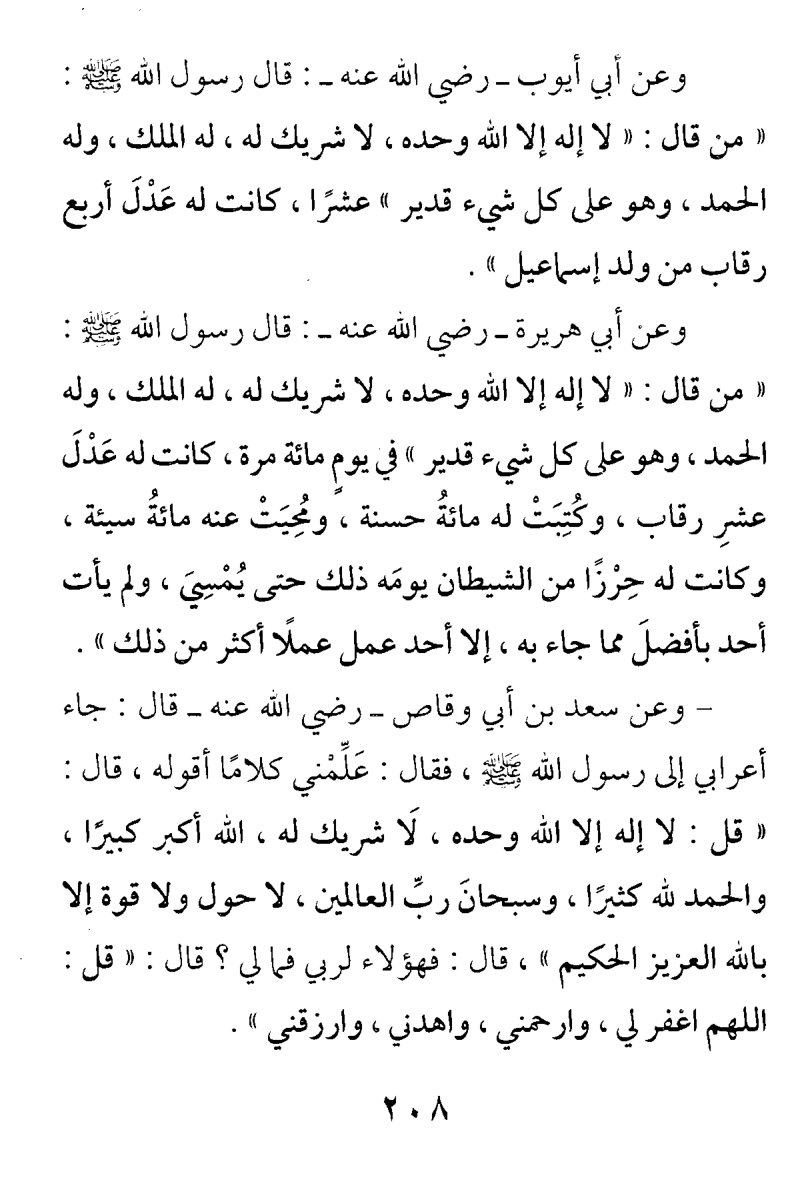 وعن أبي أيوب ـ رضي الله عنه ـ : قال رسول الله ﷺ :
« من قال : « لا إله إلا الله وحده ، لا شريك له ، له الملك ، وله
الحمد ، وهو على كل شيء قدير » عشرًا ، كانت له عَدْلَ أربع
رقاب من ولد إسماعيل » .
وعن أبي هريرة ـ رضي الله عنه ـ : قال رسول الله ﷺ :
« من قال : « لا إله إلا الله وحده ، لا شريك له ، له الملك ، وله
الحمد ، وهو على كل شيء قدير » في يومٍ مائة مرة ، كانت له عَدْلَ
عشرِ رقاب ، وكُتِبَتْ له مائةُ حسنة ، ومُحِيَتْ عنه مائةُ سيئة ،
وكانت له حِرْزًا من الشيطان يومَه ذلك حتى يُمْسِيَ ، ولم يأت
أحد بأفضلَ مما جاء به ، إلا أحد عمل عملًا أكثر من ذلك » .
– وعن سعد بن أبي وقاص ـ رضي الله عنه ـ قال : جاء
أعرابي إلى رسول الله ﷺ ، فقال : عَلِّمْني كلامًا أقوله ، قال :
« قل : لا إله إلا الله وحده ، لَا شريك له ، الله أكبر كبيرًا ،
والحمد لله كثيرًا ، وسبحانَ ربِّ العالمين ، لا حول ولا قوة إلا
بالله العزيز الحكيم » ، قال : فهؤلاء لربي فما لي ؟ قال : « قل :
اللهم اغفر لي ، وارحمني ، واهدني ، وارزقني » .
٢٠٨